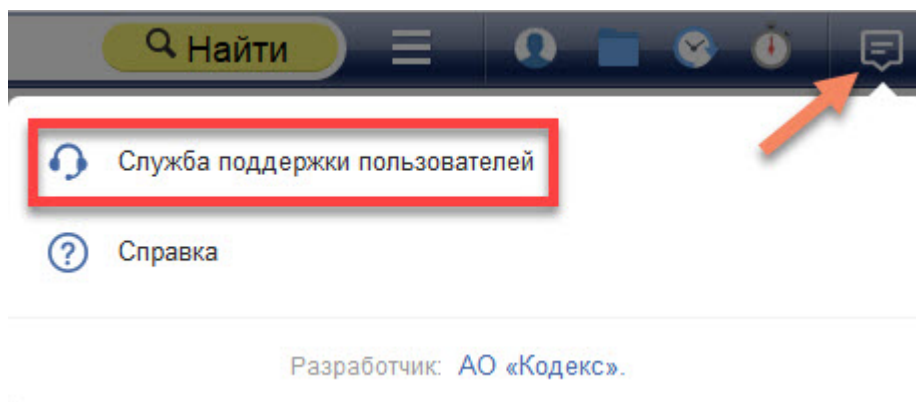 Найти
Служба поддержки пользователей
Справка
Разработчик: АО «Кодекс».